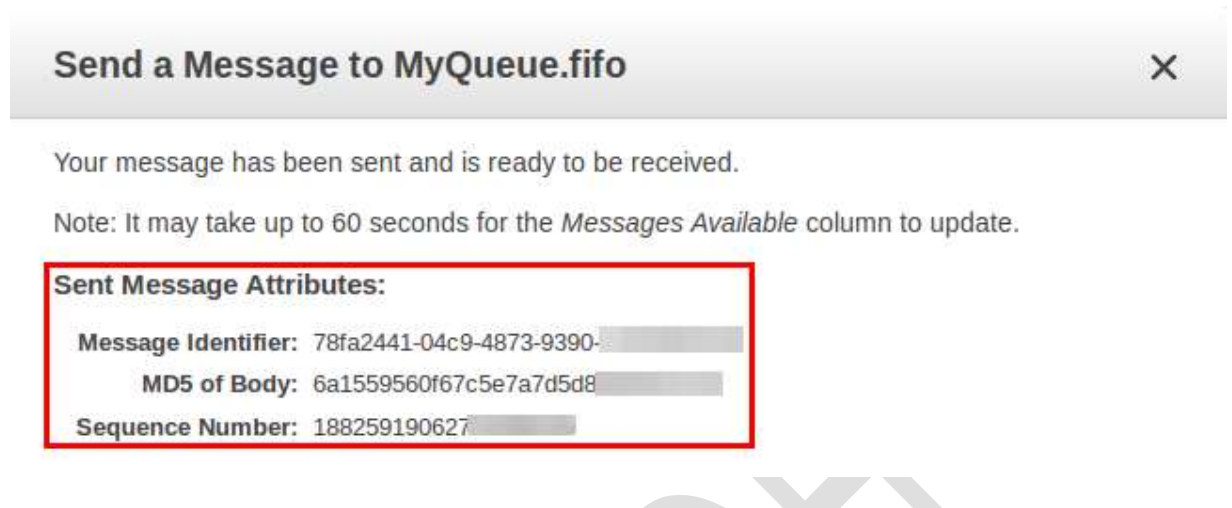 Send a Message to MyQueue.fifo
Your message has been sent and is ready to be received.
Note: It may take up to 60 seconds for the Messages Available column to update.
Sent Message Attributes:
Message Identifier: 78fa2441-04c9-4873-9390-
MD5 of Body: 6a1559560f67c5e7a7d5d8
Sequence Number: 188259190627